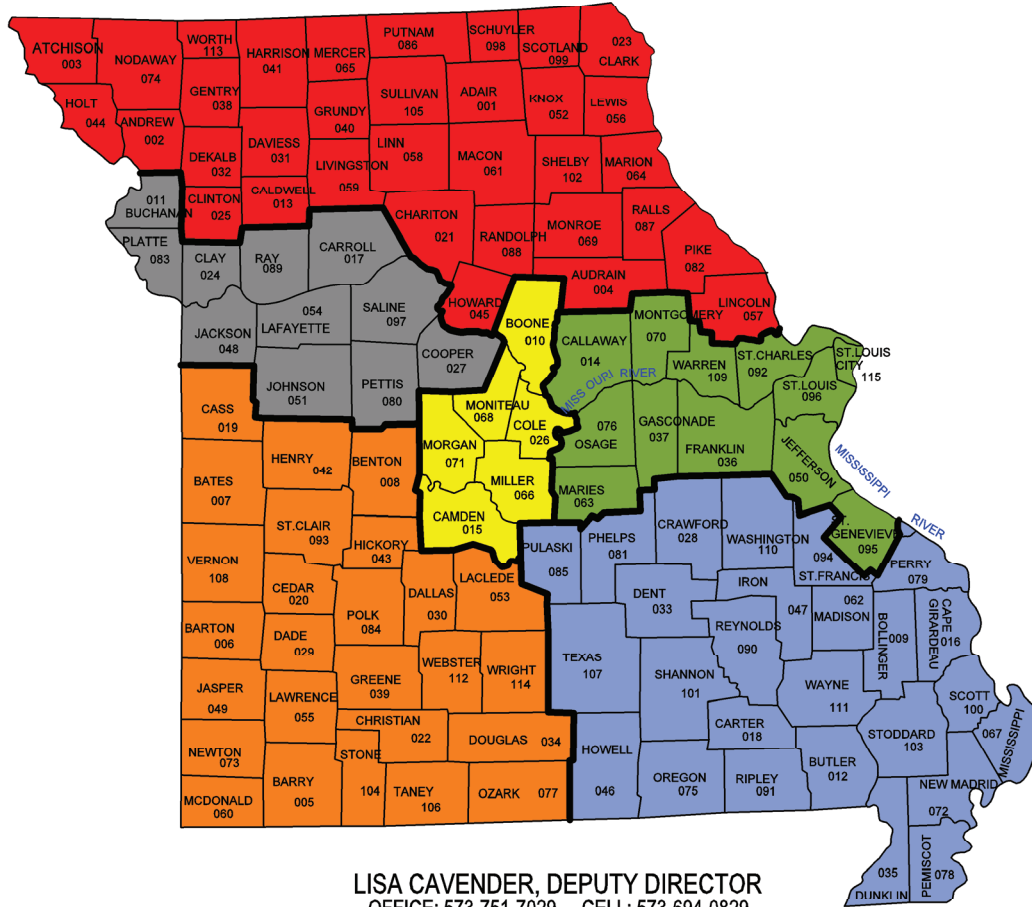 ATCHISON
003
NODAWAY
074
WORTH
113
HARRISON
041
MERCER
065
PUTNAM
086
SCHUYLER
098
SCOTLAND
099
023
CLARK
HOLT
044
ANDREW
002
GENTRY
038
GRUNDY
040
SULLIVAN
105
ADAIR
001
KNOX
052
LEWIS
056
DEKALB
032
DAVIESS
031
LIVINGSTON
059
LINN
058
MACON
061
SHELBY
102
MARION
064
011
BUCHANAN
CLINTON
025
CALDWELL
013
CHARITON
021
RANDOLPH
088
MONROE
069
RALLS
087
PIKE
082
PLATTE
083
CLAY
024
RAY
089
CARROLL
017
AUDRAIN
004
LINCOLN
057
HOWARD
045
JACKSON
048
054
LAFAYETTE
SALINE
097
COOPER
027
BOONE
010
CALLAWAY
014
MONTGOMERY
070
WARREN
109
ST.CHARLES
092
ST.LOUIS
CITY
115
ST.LOUIS
096
JOHNSON
051
PETTIS
080
MONITEAU
068
COLE
026
MISS OURI RIVER
076
OSAGE
GASCONADE
037
FRANKLIN
036
JEFFERSON
050
MISSISSIPPI
RIVER
CASS
019
HENRY
042
BENTON
008
MORGAN
071
MILLER
066
MARIES
063
BATES
007
ST.CLAIR
093
HICKORY
043
CAMDEN
015
PULASKI
085
PHELPS
081
CRAWFORD
028
WASHINGTON
110
094
ST.FRANCIS
ST.
GENEVIEVE
095
PERRY
079
VERNON
108
CEDAR
020
POLK
084
DALLAS
030
LACLEDE
053
DENT
033
IRON
047
062
MADISON
BOLLINGER
009
CAPE
GIRARDEAU
016
BARTON
006
DADE
029
WEBSTER
112
WRIGHT
114
TEXAS
107
REYNOLDS
090
SHANNON
101
WAYNE
111
SCOTT
100
JASPER
049
LAWRENCE
055
GREENE
039
CHRISTIAN
022
DOUGLAS
034
HOWELL
046
CARTER
018
STODDARD
103
067
MISSISSIPPI
NEWTON
073
STONE
104
BARRY
005
TANEY
106
OZARK
077
OREGON
075
RIPLEY
091
BUTLER
012
NEW MADRID
072
MCDONALD
060
035
DUNKLIN
PEMISCOT
078
LISA CAVENDER, DEPUTY DIRECTOR
OFFICE: 573-751-7029 CELL: 573-694-0829